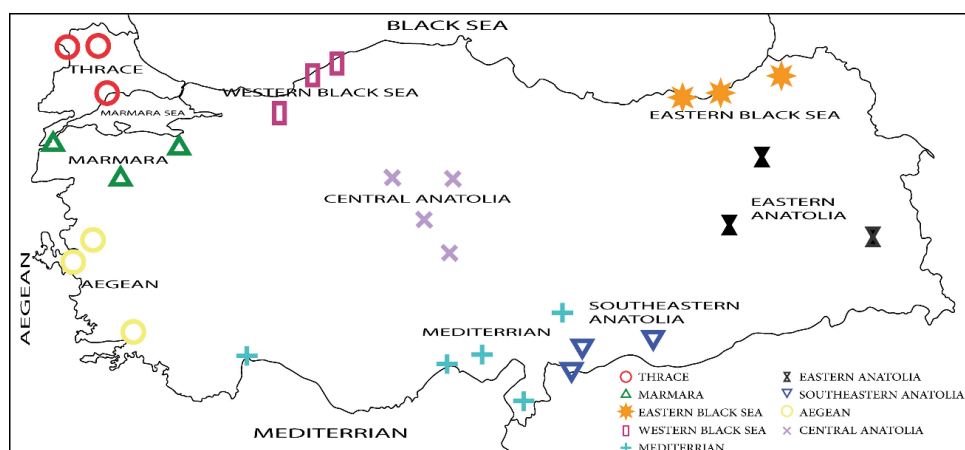 BLACK SEA
THRACE
WESTERN BLACK SEA
MARMARA SEA
EASTERN BLACK SEA
MARMARA
CENTRAL ANATOLIA
EASTERN
ANATOLIA
AEGEAN
AEGEAN
SOUTHEASTERN
ANATOLIA
MEDITERRIAN
MEDITERRIAN
THRACE
MARMARA
EASTERN BLACK SEA
WESTERN BLACK SEA
MEDITERRIAN
EASTERN ANATOLIA
SOUTHEASTERN ANATOLIA
AEGEAN
CENTRAL ANATOLIA